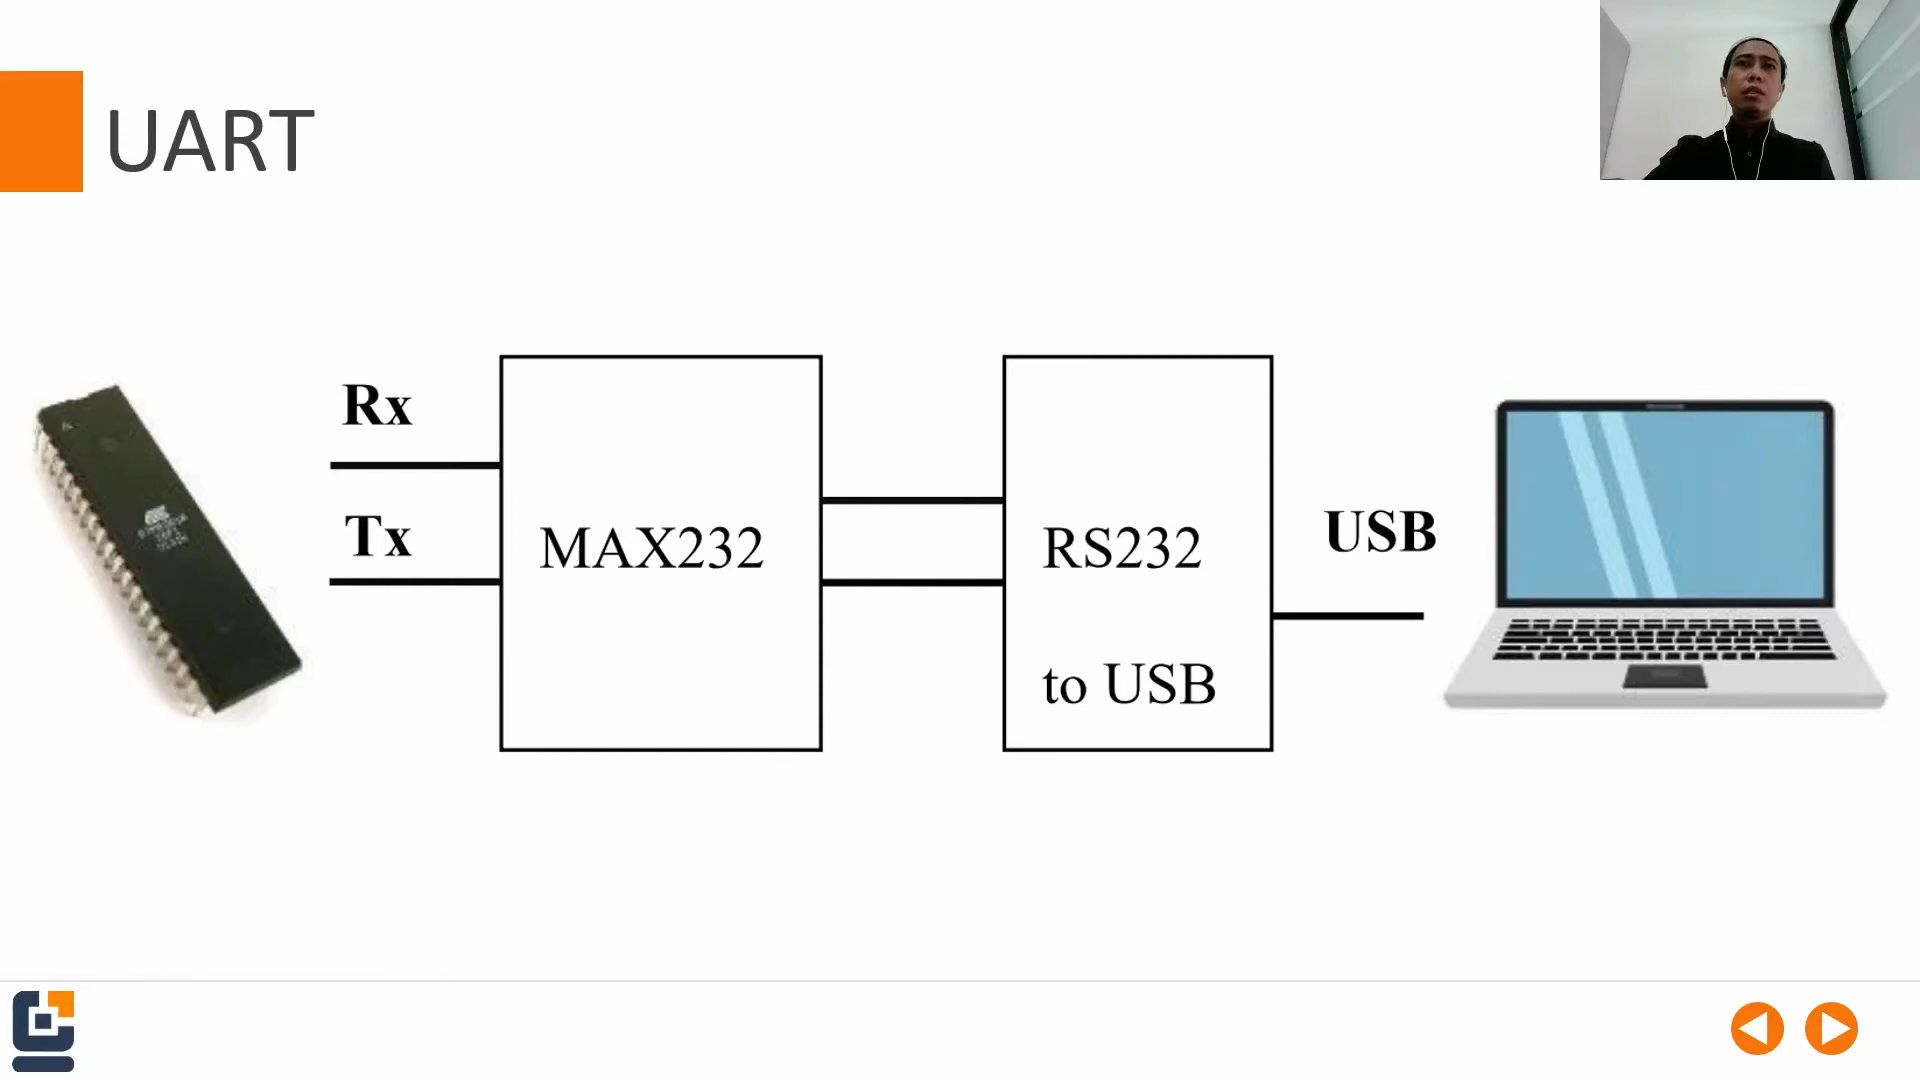 UART
Rx
Tx
MAX232
RS232
to USB
USB